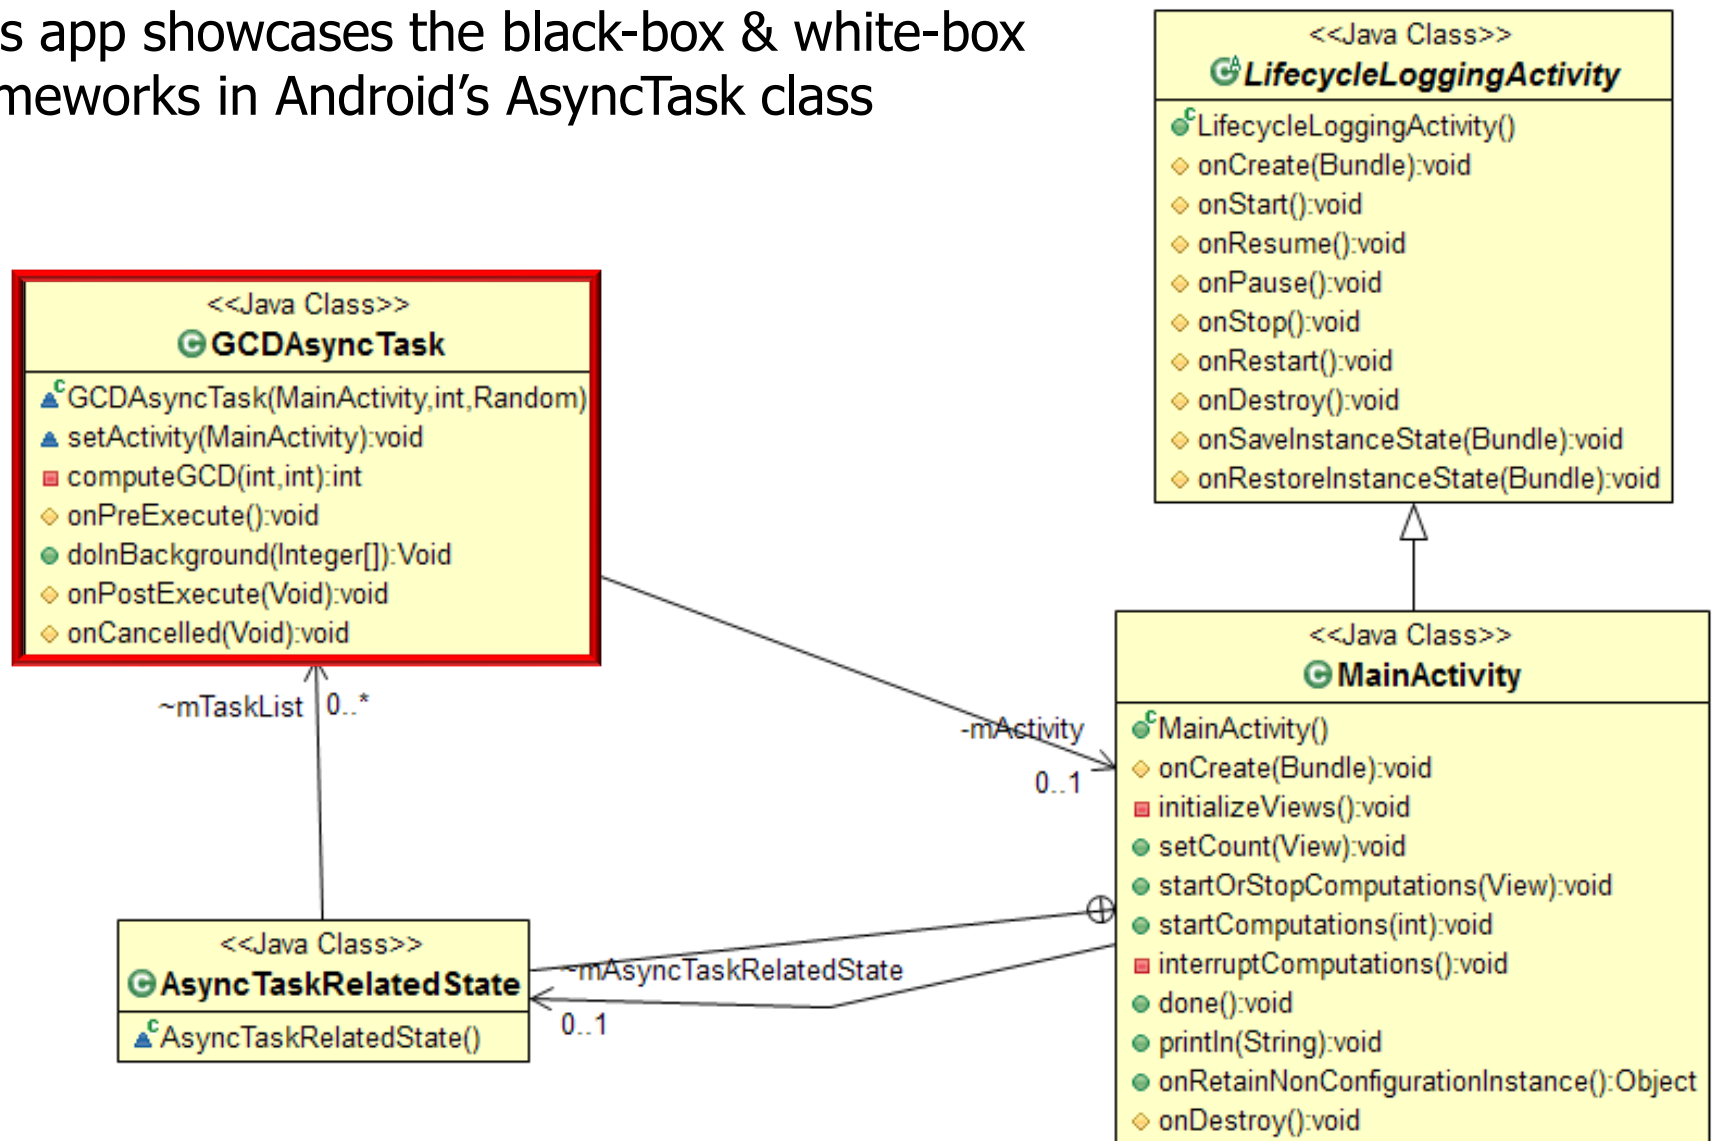 s app showcases the black-box & white-box
meworks in Android's AsyncTask class
<<Java Class>>
LifecycleLoggingActivity
LifecycleLoggingActivity()
onCreate(Bundle):void
onStart():void
onResume():void
onPause():void
onStop():void
onRestart():void
onDestroy():void
onSaveInstanceState(Bundle):void
onRestoreInstanceState(Bundle):void
<<Java Class>>
GCDAsyncTask
GCDAsyncTask(MainActivity,int,Random)
setActivity(MainActivity):void
computeGCD(int,int):int
onPreExecute():void
doInBackground(Integer[]):Void
onPostExecute(Void):void
onCancelled(Void):void
~mTaskList 0..*
-mActivity
0..1
<<Java Class>>
MainActivity
MainActivity()
onCreate(Bundle):void
initializeViews():void
setCount(View):void
startOrStopComputations(View):void
startComputations(int):void
interruptComputations():void
done():void
println(String):void
onRetainNonConfigurationInstance():Object
onDestroy():void
<<Java Class>>
AsyncTaskRelatedState
AsyncTaskRelatedState()
~mAsyncTaskRelatedState
0..1